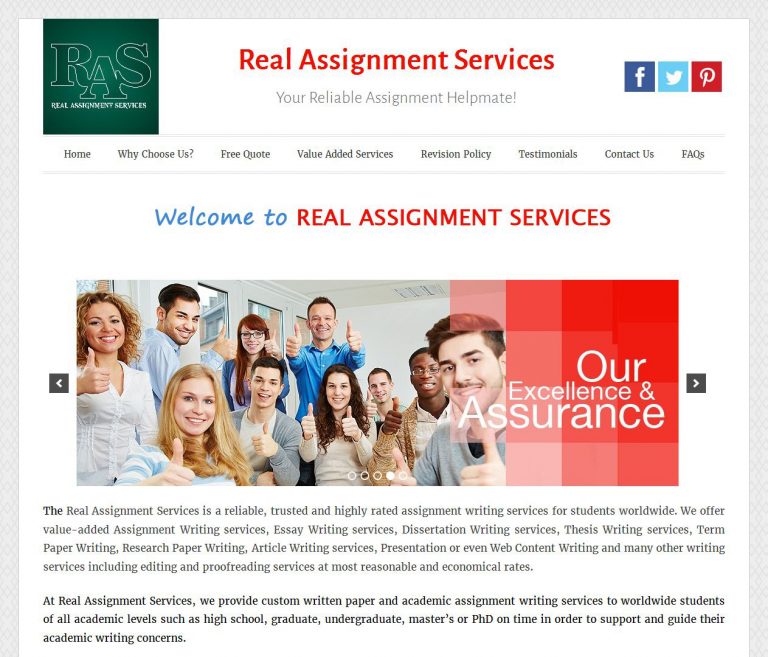 RAS
REAL ASSIGNMENT SERVICES
Real Assignment Services
Your Reliable Assignment Helpmate!
Home Why Choose Us? Free Quote Value Added Services Revision Policy Testimonials Contact Us FAQs
Welcome to REAL ASSIGNMENT SERVICES
Our
Excellence &
Assurance
The Real Assignment Services is a reliable, trusted and highly rated assignment writing services for students worldwide. We offer
value-added Assignment Writing services, Essay Writing services, Dissertation Writing services, Thesis Writing services, Term
Paper Writing, Research Paper Writing, Article Writing services, Presentation or even Web Content Writing and many other writing
services including editing and proofreading services at most reasonable and economical rates.
At Real Assignment Services, we provide custom written paper and academic assignment writing services to worldwide students
of all academic levels such as high school, graduate, undergraduate, master's or PhD on time in order to support and guide their
academic writing concerns.